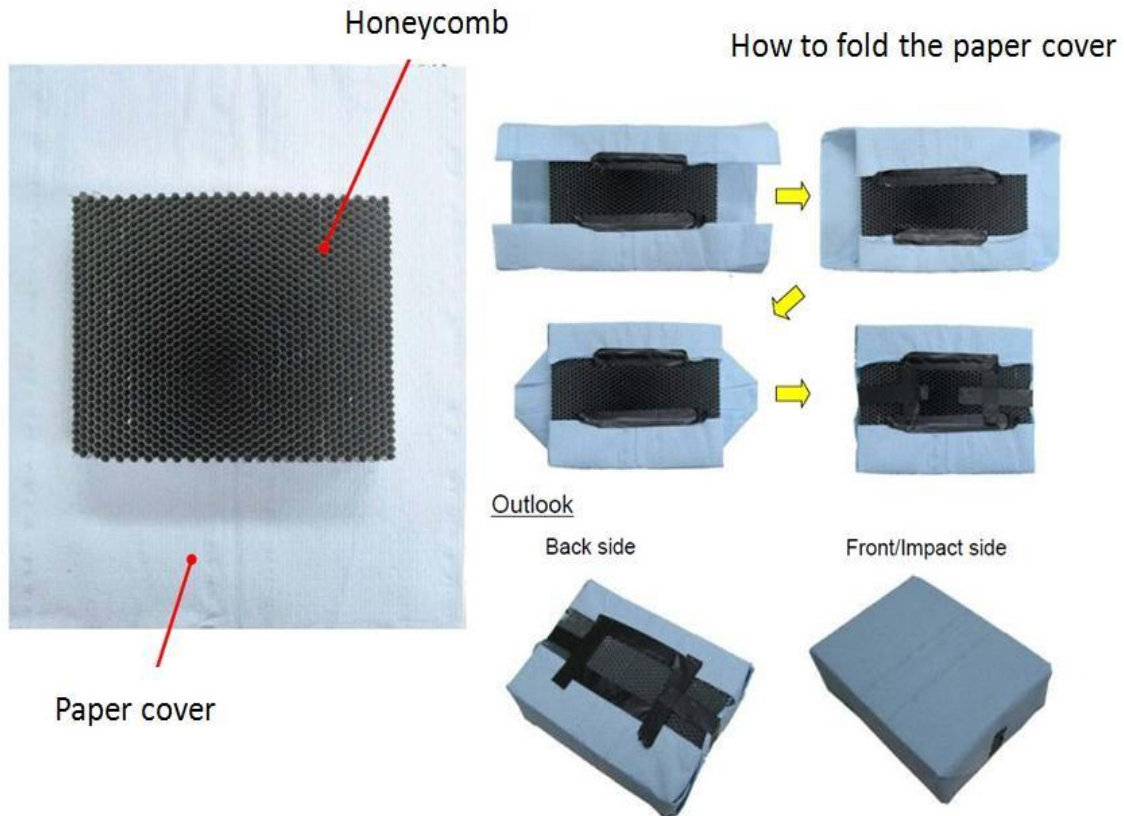 Honeycomb
How to fold the paper cover
Outlook
Back side
Front/Impact side
Paper cover